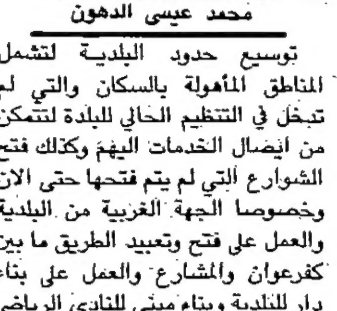 محمد عيسى الدهون
توسيع حدود البلدية لتشمل
المناطق المأهولة بالسكان والتي لم
تدخل في التنظيم الحالي للبلدة لتتمكن
من ايصال الخدمات اليهم وكذلك فتح
الشوارع التي لم يتم فتحها حتى الان
وخصوصا الجهة الغربية من البلدية
والعمل على فتح وتعبيد الطريق ما بين
كفرعوان والمشارع والعمل على بناء
دار للبلدية وبناء مبنى للنادي الرياضي